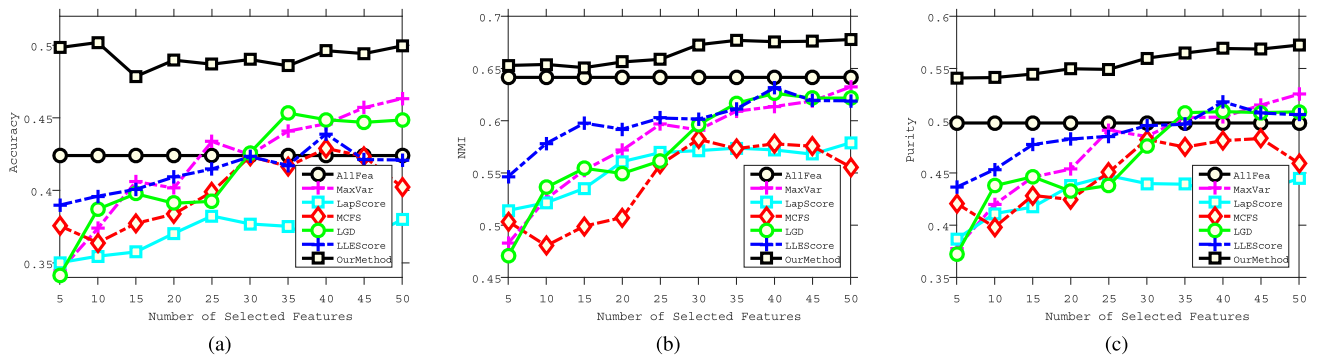 0.5
0.45
0.4
0.35
Accuracy
5 10 15 20 25 30 35 40 45 50
Number of Selected Features
AllFea
MaxVar
LapScore
MCFS
LGD
LLEScore
OurMethod
(a)
0.7
0.65
0.6
0.55
0.5
0.45
NMI
5 10 15 20 25 30 35 40 45 50
Number of Selected Features
AllFea
MaxVar
LapScore
MCFS
LGD
LLEScore
OurMethod
(b)
0.6
0.55
0.5
0.45
0.4
0.35
Purity
5 10 15 20 25 30 35 40 45 50
Number of Selected Features
AllFea
MaxVar
LapScore
MCFS
LGD
LLEScore
OurMethod
(c)